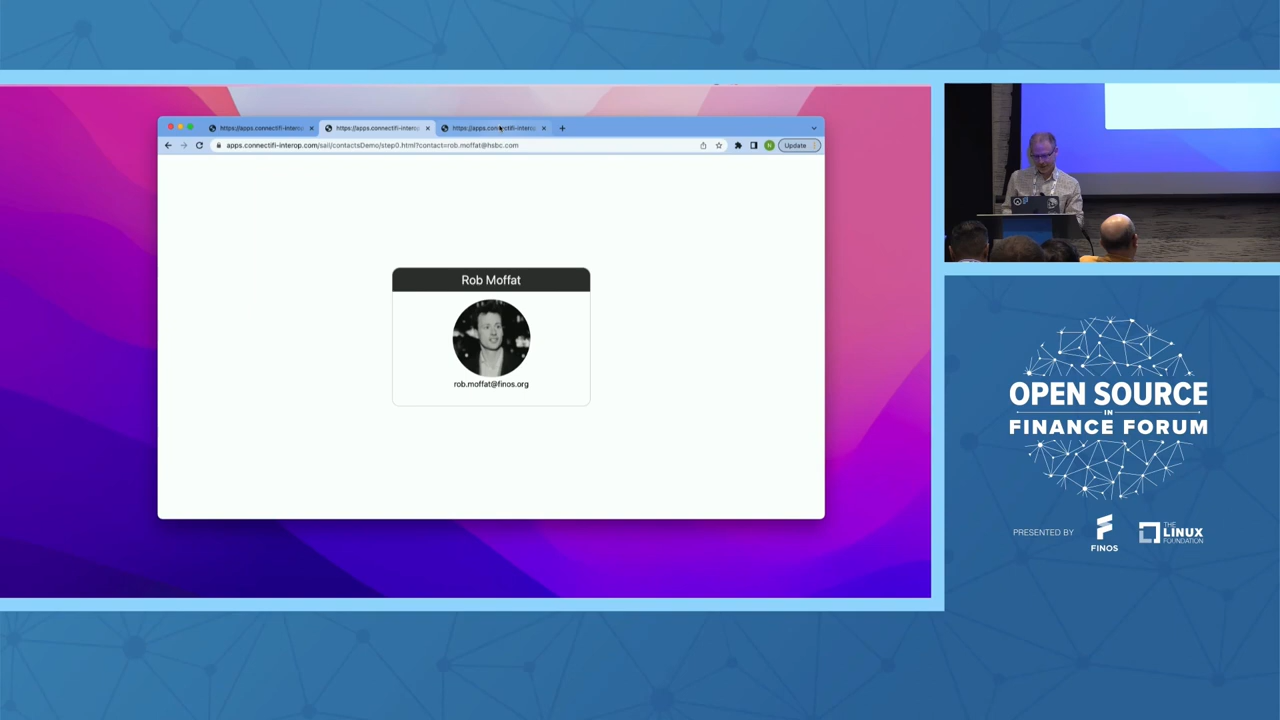 https://apps.connectifi-interop.
https://apps.connectifi-interop.
https://apps.connectifi-interop.
apps.connectifi-interop.com/sail/contactsDemo/step0.html?contact=rob.moffat@hsbc.com
Update
Rob Moffat
rob.moffat@finos.org
OPEN SOURCE
IN
FINANCE FORUM
PRESENTED BY
FINOS
THE
LINUX
FOUNDATION